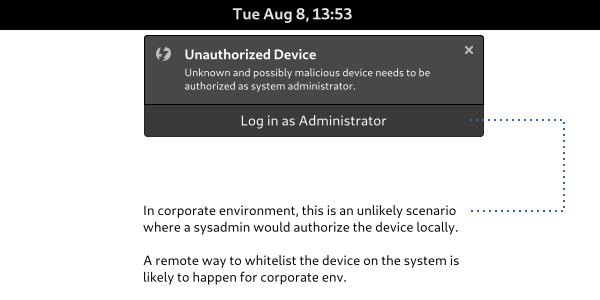 Tue Aug 8, 13:53
Unauthorized Device
Unknown and possibly malicious device needs to be
authorized as system administrator.
Log in as Administrator
In corporate environment, this is an unlikely scenario
where a sysadmin would authorize the device locally.
A remote way to whitelist the device on the system is
likely to happen for corporate env.